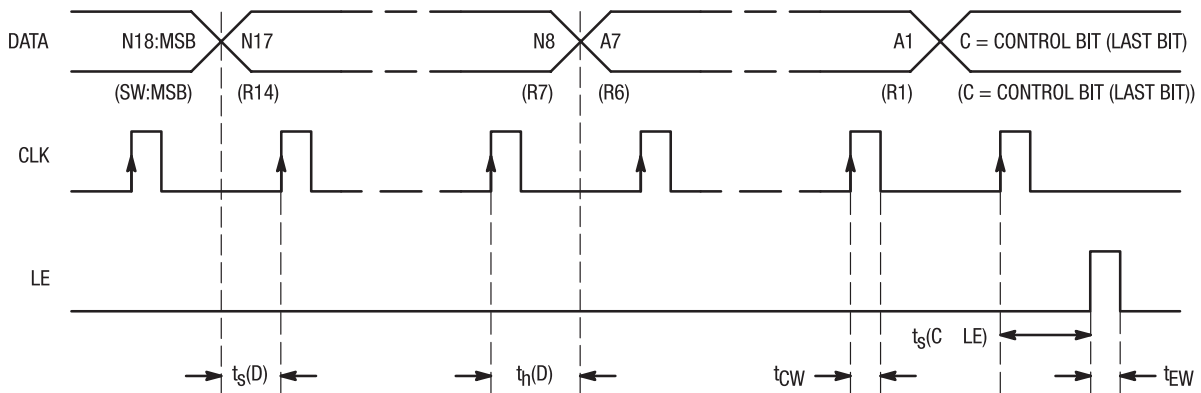 DATA N18:MSB N17 N8 A7 A1 C = CONTROL BIT (LAST BIT)
(SW:MSB) (R14) (R7) (R6) (R1) (C = CONTROL BIT (LAST BIT))
CLK
LE
ts(C LE)
ts(D) th(D) tCW tEW